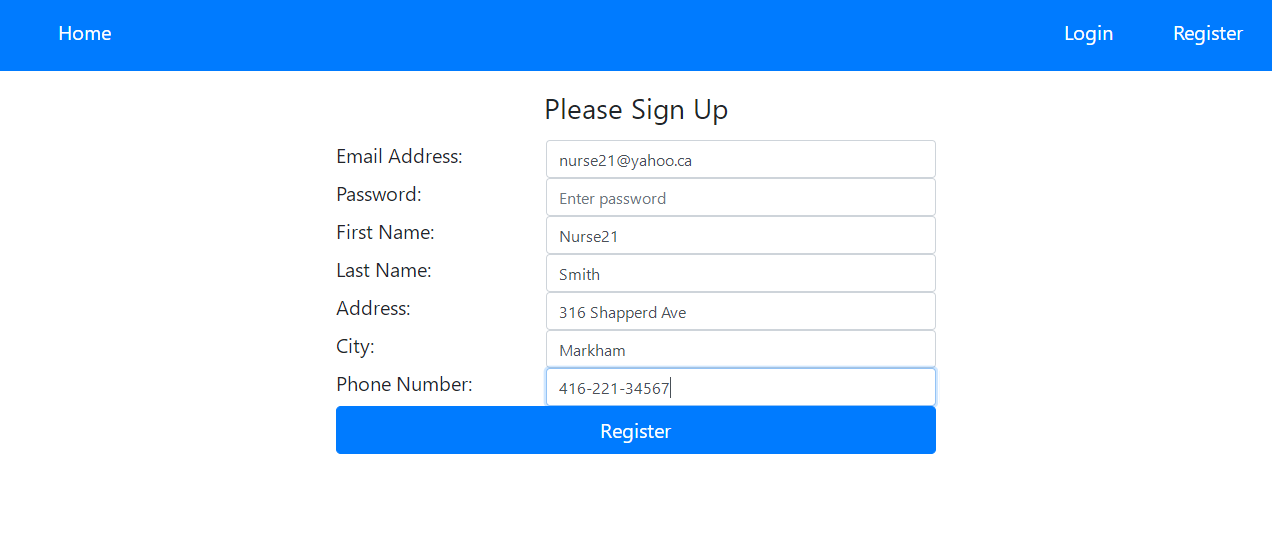 Home Login Register
Please Sign Up
Email Address: nurse21@yahoo.ca
Password: Enter password
First Name: Nurse21
Last Name: Smith
Address: 316 Shapperd Ave
City: Markham
Phone Number: 416-221-34567
Register